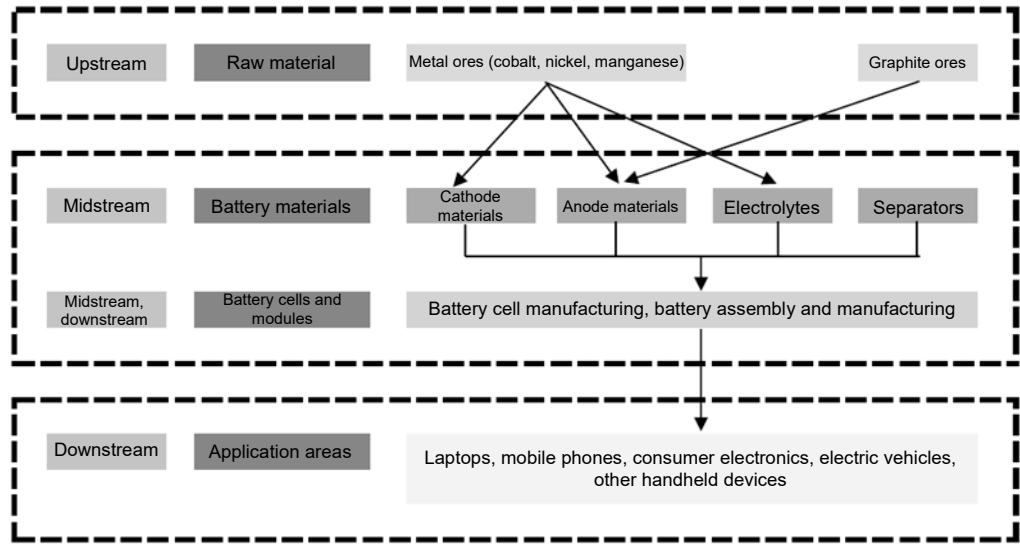 Upstream
Raw material
Metal ores (cobalt, nickel, manganese)
Graphite ores
Midstream
Battery materials
Cathode
materials
Anode materials
Electrolytes
Separators
Midstream,
downstream
Battery cells and
modules
Battery cell manufacturing, battery assembly and manufacturing
Downstream
Application areas
Laptops, mobile phones, consumer electronics, electric vehicles,
other handheld devices